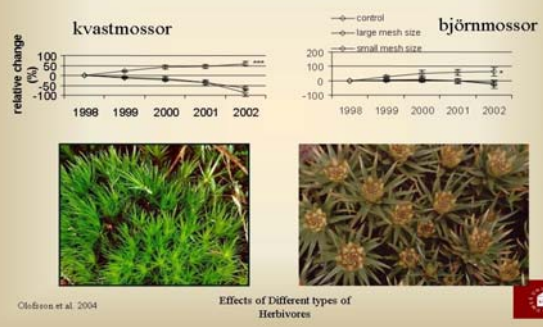 kvastmossor
björnmossor
control
large mesh size
small mesh size
relative change
(%)
100
50
0
-50
-100
***
1998 1999 2000 2001 2002
200
100
0
-100
*
1998 1999 2000 2001 2002
Olofsson et al. 2004
Effects of Different types of
Herbivores